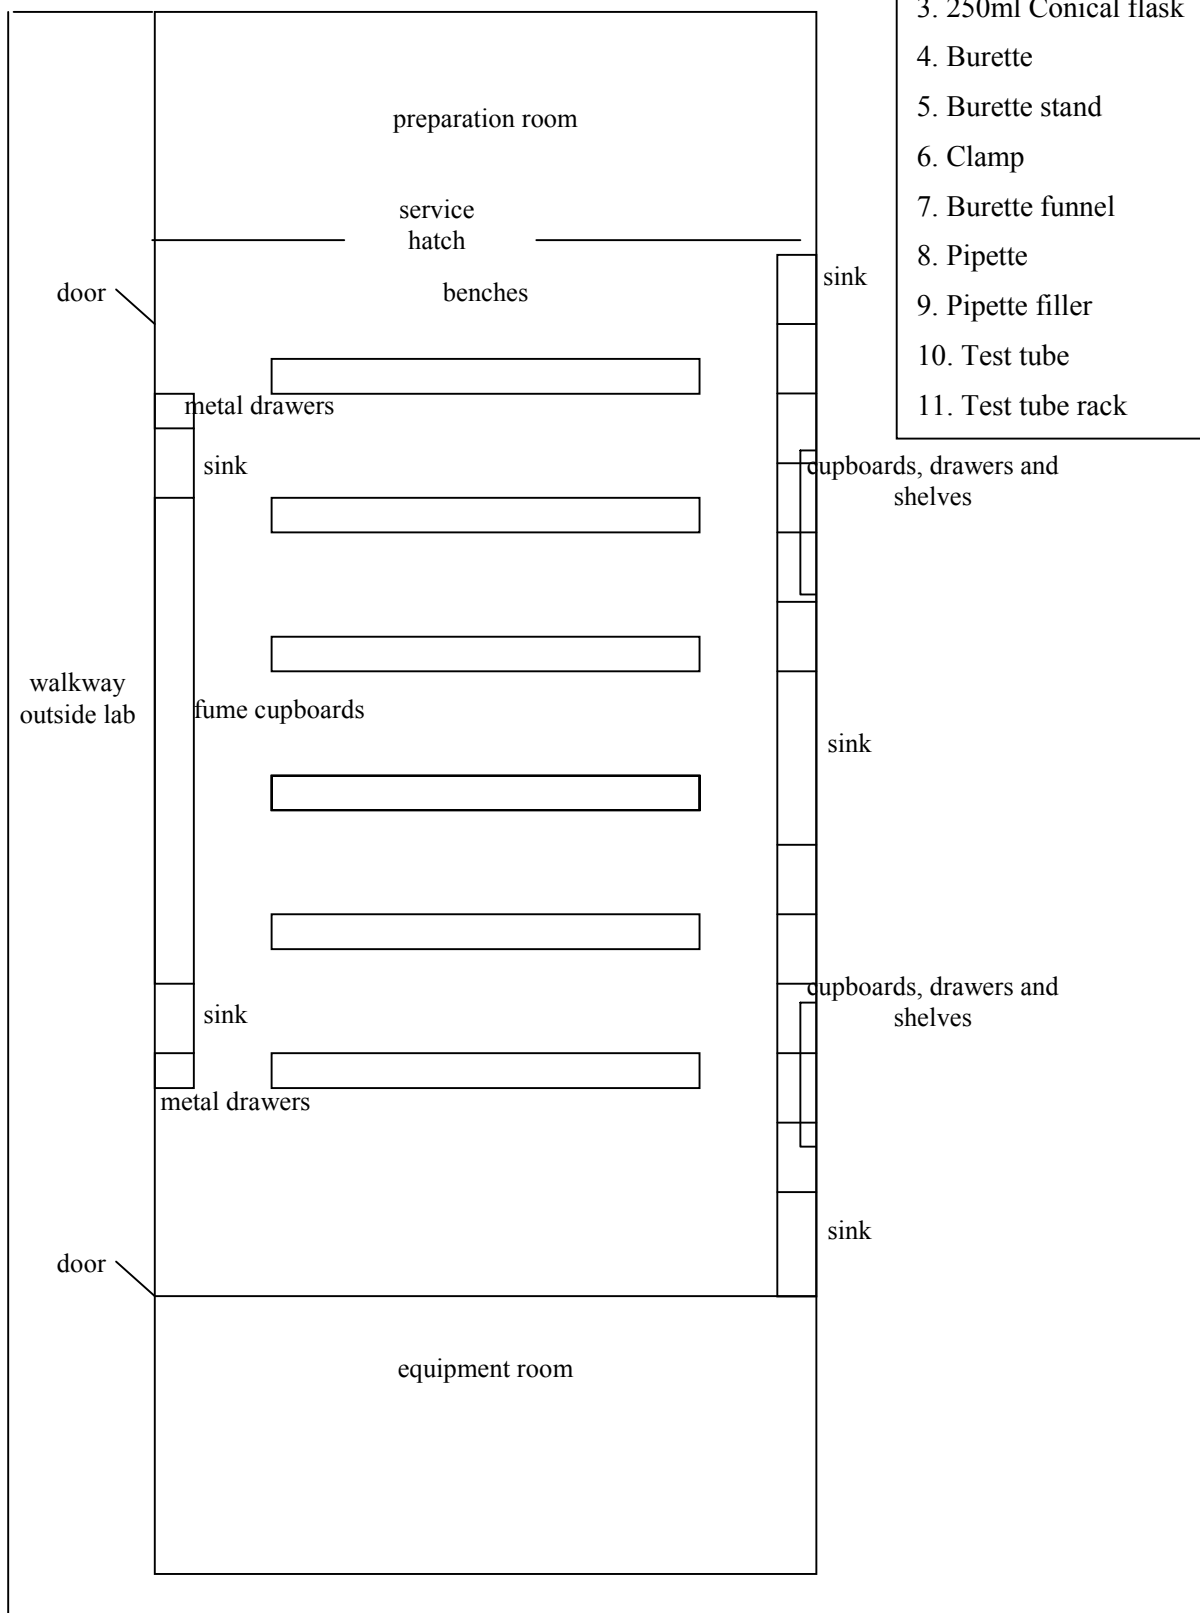 3. 250ml Conical flask
4. Burette
5. Burette stand
6. Clamp
7. Burette funnel
8. Pipette
9. Pipette filler
10. Test tube
11. Test tube rack
preparation room
service
hatch
door
benches
sink
metal drawers
sink
cupboards, drawers and
shelves
walkway
outside lab
fume cupboards
sink
sink
cupboards, drawers and
shelves
metal drawers
sink
door
equipment room